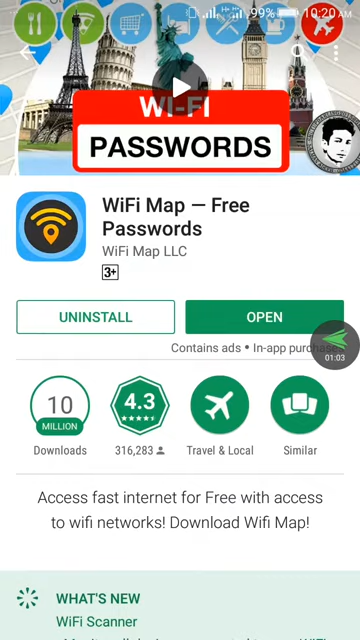 99% 10:20 AM
WI-FI
PASSWORDS
WiFi Map — Free
Passwords
WiFi Map LLC
3+
UNINSTALL
OPEN
Contains ads • In-app purchase
01:03
10
MILLION
4.3
Downloads
316,283
Travel & Local
Similar
Access fast internet for Free with access
to wifi networks! Download Wifi Map!
WHAT'S NEW
WiFi Scanner